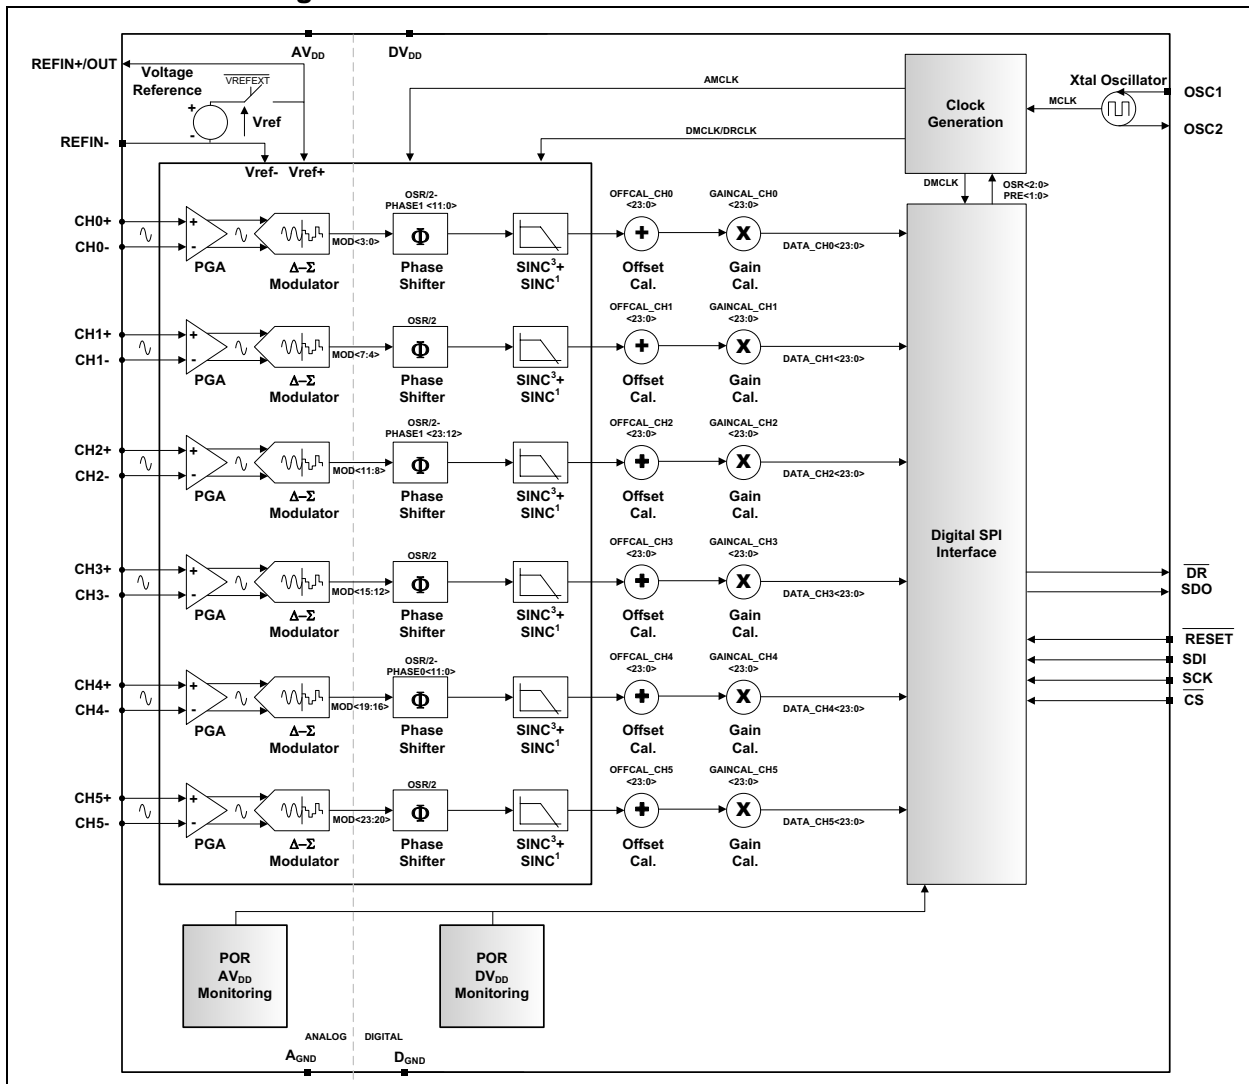 g
AVDD
DVDD
REFIN+/OUT
Voltage
Reference
VREFEXT
+
-
Vref
REFIN-
Vref- Vref+
AMCLK
DMCLK/DRCLK
Clock
Generation
MCLK
Xtal Oscillator
OSC1
OSC2
DMCLK
OSR<2:0>
PRE<1:0>
CH0+
CH0-
+
-
PGA
Δ–Σ
Modulator
MOD<3:0>
OSR/2-
PHASE1 <11:0>
Φ
Phase
Shifter
SINC³+
SINC¹
OFFCAL_CH0
<23:0>
+
Offset
Cal.
GAINCAL_CH0
<23:0>
X
Gain
Cal.
DATA_CH0<23:0>
CH1+
CH1-
+
-
PGA
Δ–Σ
Modulator
MOD<7:4>
OSR/2
Φ
Phase
Shifter
SINC³+
SINC¹
OFFCAL_CH1
<23:0>
+
Offset
Cal.
GAINCAL_CH1
<23:0>
X
Gain
Cal.
DATA_CH1<23:0>
CH2+
CH2-
+
-
PGA
Δ–Σ
Modulator
MOD<11:8>
OSR/2-
PHASE1 <23:12>
Φ
Phase
Shifter
SINC³+
SINC¹
OFFCAL_CH2
<23:0>
+
Offset
Cal.
GAINCAL_CH2
<23:0>
X
Gain
Cal.
DATA_CH2<23:0>
CH3+
CH3-
+
-
PGA
Δ–Σ
Modulator
MOD<15:12>
OSR/2
Φ
Phase
Shifter
SINC³+
SINC¹
OFFCAL_CH3
<23:0>
+
Offset
Cal.
GAINCAL_CH3
<23:0>
X
Gain
Cal.
DATA_CH3<23:0>
CH4+
CH4-
+
-
PGA
Δ–Σ
Modulator
MOD<19:16>
OSR/2-
PHASE0<11:0>
Φ
Phase
Shifter
SINC³+
SINC¹
OFFCAL_CH4
<23:0>
+
Offset
Cal.
GAINCAL_CH4
<23:0>
X
Gain
Cal.
DATA_CH4<23:0>
CH5+
CH5-
+
-
PGA
Δ–Σ
Modulator
MOD<23:20>
OSR/2
Φ
Phase
Shifter
SINC³+
SINC¹
OFFCAL_CH5
<23:0>
+
Offset
Cal.
GAINCAL_CH5
<23:0>
X
Gain
Cal.
DATA_CH5<23:0>
Digital SPI
Interface
DR
SDO
RESET
SDI
SCK
CS
POR
AVDD
Monitoring
POR
DVDD
Monitoring
ANALOG
DIGITAL
AGND
DGND